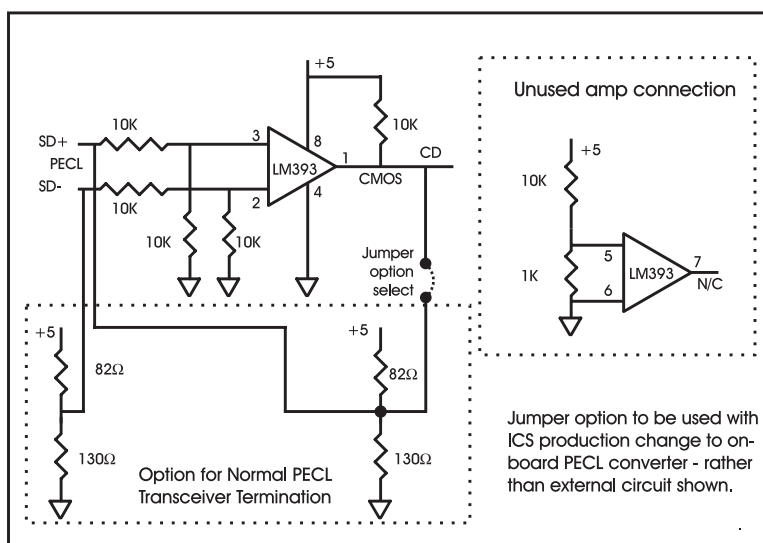 +5
Unused amp connection
10K
SD+
3
8
10K
+5
PECL
LM393
1
CD
10K
SD-
CMOS
2
4
10K
10K
10K
Jumper
option
select
5
7
LM393
1K
6
N/C
+5
+5
82Ω
82Ω
130Ω
130Ω
Option for Normal PECL
Transceiver Termination
Jumper option to be used with
ICS production change to on-
board PECL converter - rather
than external circuit shown.